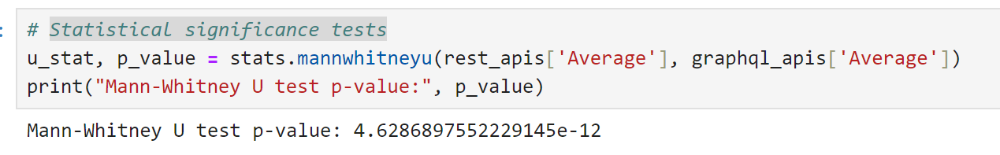 :
# Statistical significance tests
u_stat, p_value = stats.mannwhitneyu(rest_apis['Average'], graphql_apis['Average'])
print("Mann-Whitney U test p-value:", p_value)
Mann-Whitney U test p-value: 4.6286897552229145e-12